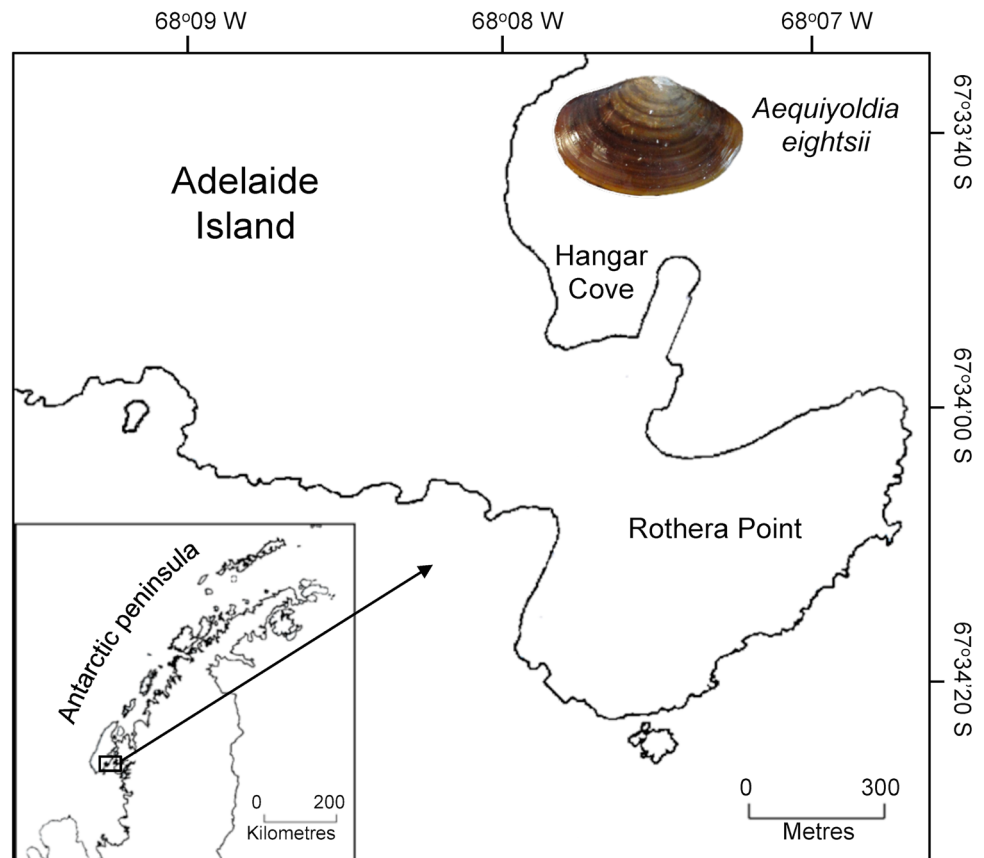 68°09 W
68°08 W
68°07 W
Aequiyoldia
eightsii
67°33'40 S
Adelaide
Island
Hangar
Cove
67°34'00 S
Rothera Point
Antarctic peninsula
67°34'20 S
0 300
Metres
0 200
Kilometres